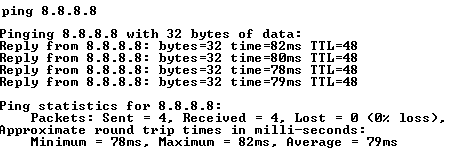 ping 8.8.8.8
Pinging 8.8.8.8 with 32 bytes of data:
Reply from 8.8.8.8: bytes=32 time=82ms TTL=48
Reply from 8.8.8.8: bytes=32 time=80ms TTL=48
Reply from 8.8.8.8: bytes=32 time=78ms TTL=48
Reply from 8.8.8.8: bytes=32 time=79ms TTL=48
Ping statistics for 8.8.8.8:
Packets: Sent = 4, Received = 4, Lost = 0 (0% loss),
Approximate round trip times in milli-seconds:
Minimum = 78ms, Maximum = 82ms, Average = 79ms